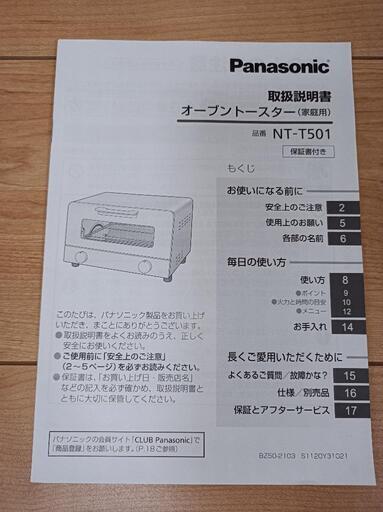 Panasonic
取扱説明書
オーブントースター(家庭用)
品番 NT-T501
保証書付き
もくじ
お使いになる前に
安全上のご注意 2
使用上のお願い 5
各部の名前 6
毎日の使い方
使い方 8
●ポイント 9
●火力と時間の目安 10
●メニュー 12
お手入れ 14
長くご愛用いただくために
よくあるご質問/故障かな? 15
仕様/別売品 16
保証とアフターサービス 17
このたびは、パナソニック製品をお買い上げ
いただき、まことにありがとうございます。
●取扱説明書をよくお読みのうえ、正しく
安全にお使いください。
●ご使用前に「安全上のご注意」
(2～5ページ)を必ずお読みください。
●保証書は、「お買い上げ日・販売店名」
などの記入を必ず確かめ、取扱説明書と
ともに大切に保管してください。
パナソニックの会員サイト「CLUB Panasonic」で
「商品登録」をお願いします。(P.18ご参照)
BZ50-2103 S1120Y31021